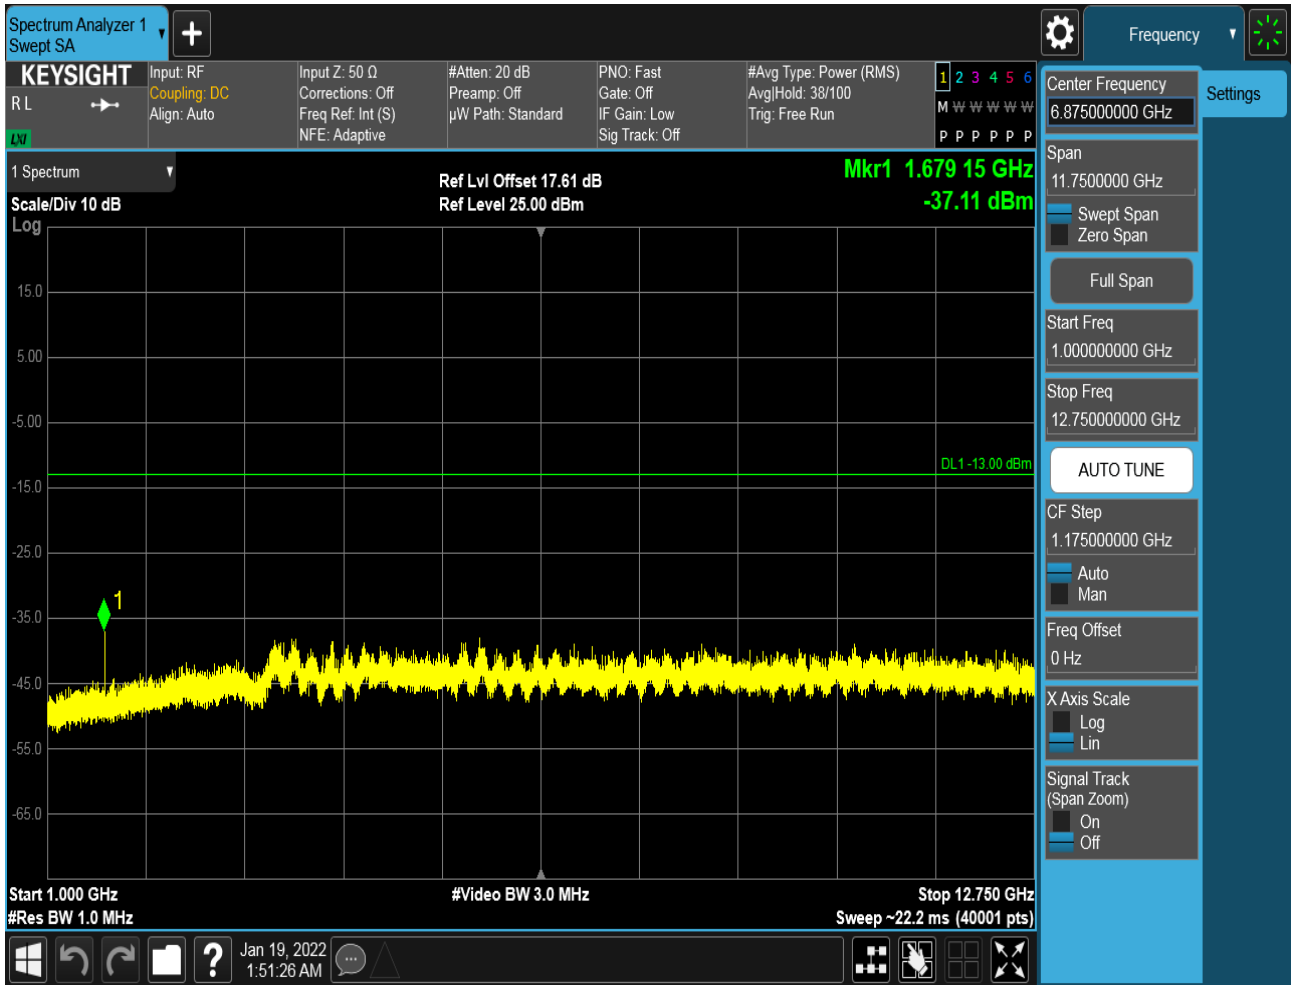 Spectrum Analyzer 1
Swept SA
+
Frequency
KEYSIGHT
R L
LXI
Input: RF
Coupling: DC
Align: Auto
Input Z: 50 Ω
Corrections: Off
Freq Ref: Int (S)
NFE: Adaptive
#Atten: 20 dB
Preamp: Off
µW Path: Standard
PNO: Fast
Gate: Off
IF Gain: Low
Sig Track: Off
#Avg Type: Power (RMS)
Avg|Hold: 38/100
Trig: Free Run
1 2 3 4 5 6
M W W W W W
P P P P P P
1 Spectrum
Scale/Div 10 dB
Log
Ref Lvl Offset 17.61 dB
Ref Level 25.00 dBm
Mkr1 1.679 15 GHz
-37.11 dBm
15.0
5.00
-5.00
DL1 -13.00 dBm
-15.0
-25.0
1
-35.0
-45.0
-55.0
-65.0
Start 1.000 GHz
#Video BW 3.0 MHz
Stop 12.750 GHz
#Res BW 1.0 MHz
Sweep ~22.2 ms (40001 pts)
?
Jan 19, 2022
1:51:26 AM
Center Frequency
6.875000000 GHz
Settings
Span
11.7500000 GHz
Swept Span
Zero Span
Full Span
Start Freq
1.000000000 GHz
Stop Freq
12.750000000 GHz
AUTO TUNE
CF Step
1.175000000 GHz
Auto
Man
Freq Offset
0 Hz
X Axis Scale
Log
Lin
Signal Track
(Span Zoom)
On
Off